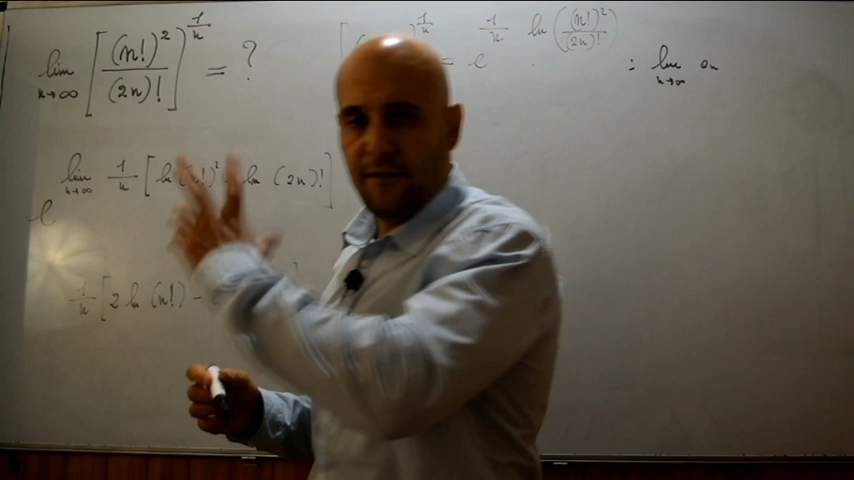 lim n→∞ [(n!)² / (2n)!]^(1/n) = ?
[ ]^(1/n) = e^(1/n ln((n!)²/(2n)!))
: lim n→∞ an
e^(lim n→∞ 1/n [ln (n!)² - ln (2n)!])
1/n [2 ln (n!) - ]